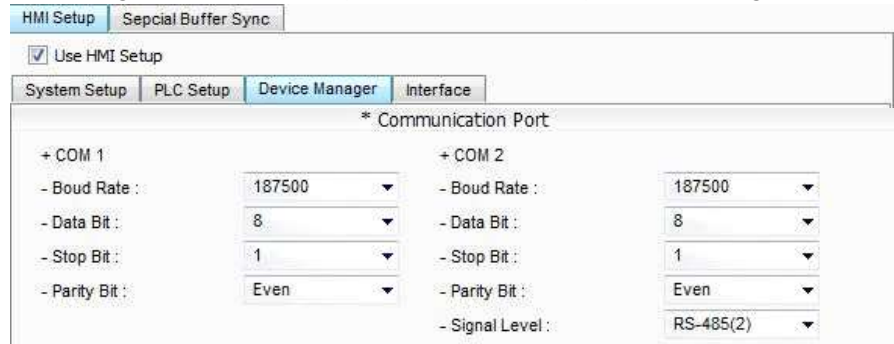 HMI Setup Sepcial Buffer Sync
Use HMI Setup
System Setup PLC Setup Device Manager Interface
* Communication Port
+ COM 1 + COM 2
- Boud Rate : 187500 - Boud Rate : 187500
- Data Bit : 8 - Data Bit : 8
- Stop Bit : 1 - Stop Bit : 1
- Parity Bit : Even - Parity Bit : Even
- Signal Level : RS-485(2)